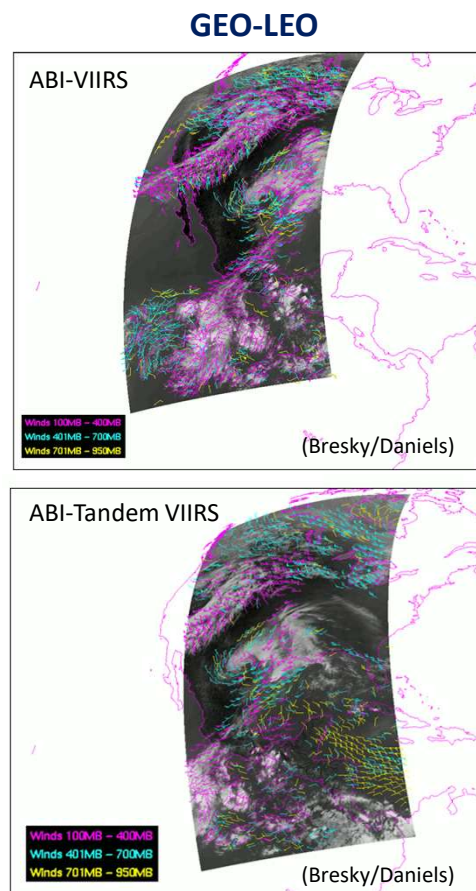 GEO-LEO
ABI-VIIRS
Winds 100MB - 400MB
Winds 401MB - 700MB
Winds 701MB - 950MB
(Bresky/Daniels)
ABI-Tandem VIIRS
Winds 100MB - 400MB
Winds 401MB - 700MB
Winds 701MB - 950MB
(Bresky/Daniels)